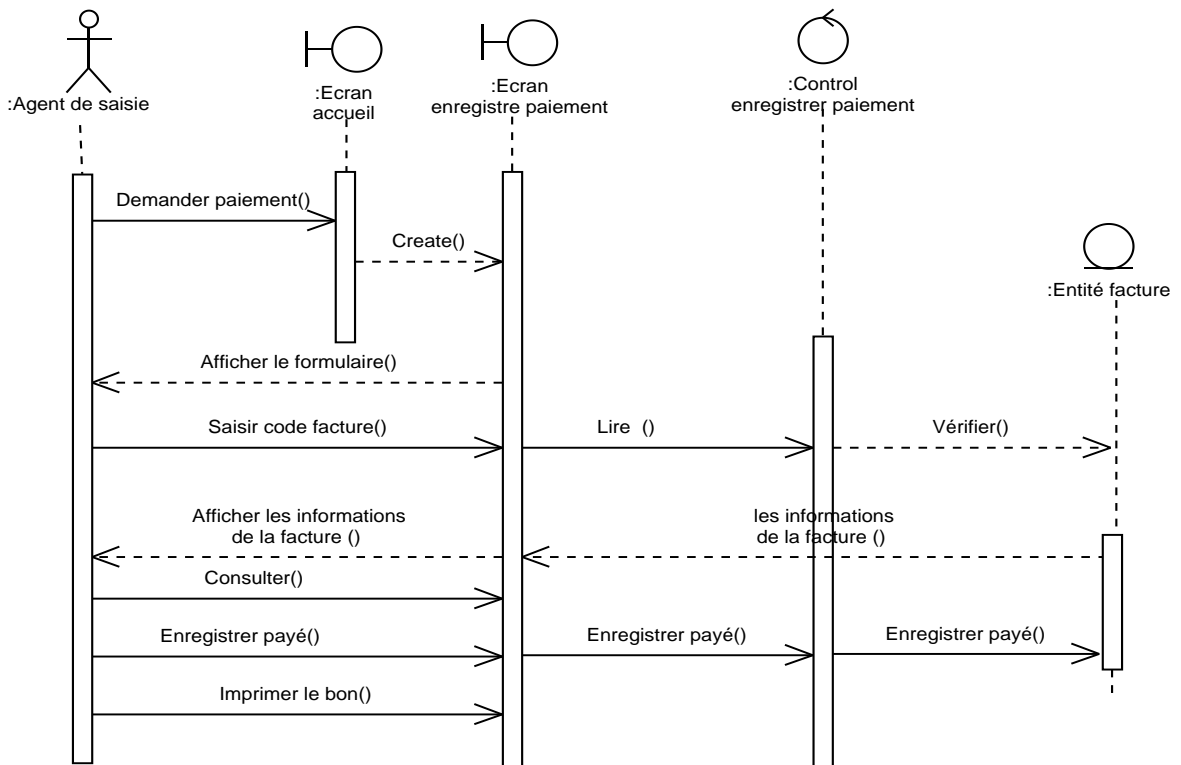 :Agent de saisie
:Ecran
accueil
:Ecran
enregistre paiement
:Control
enregistrer paiement
Demander paiement()
Create()
:Entité facture
Afficher le formulaire()
Saisir code facture()
Lire ()
Vérifier()
Afficher les informations
de la facture ()
les informations
de la facture ()
Consulter()
Enregistrer payé()
Enregistrer payé()
Enregistrer payé()
Imprimer le bon()